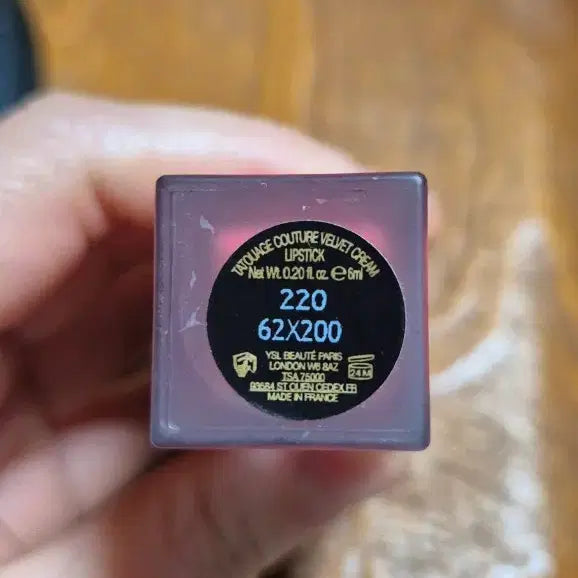 TATOUAGE COUTURE VELVET CREAM
LIPSTICK
Net Wt. 0.20 fl. oz. ℮6ml
220
62X200
YSL BEAUTÉ PARIS
LONDON W6 8AZ
TSA 75000
93584 ST OUEN CEDEX FR
MADE IN FRANCE
24 M